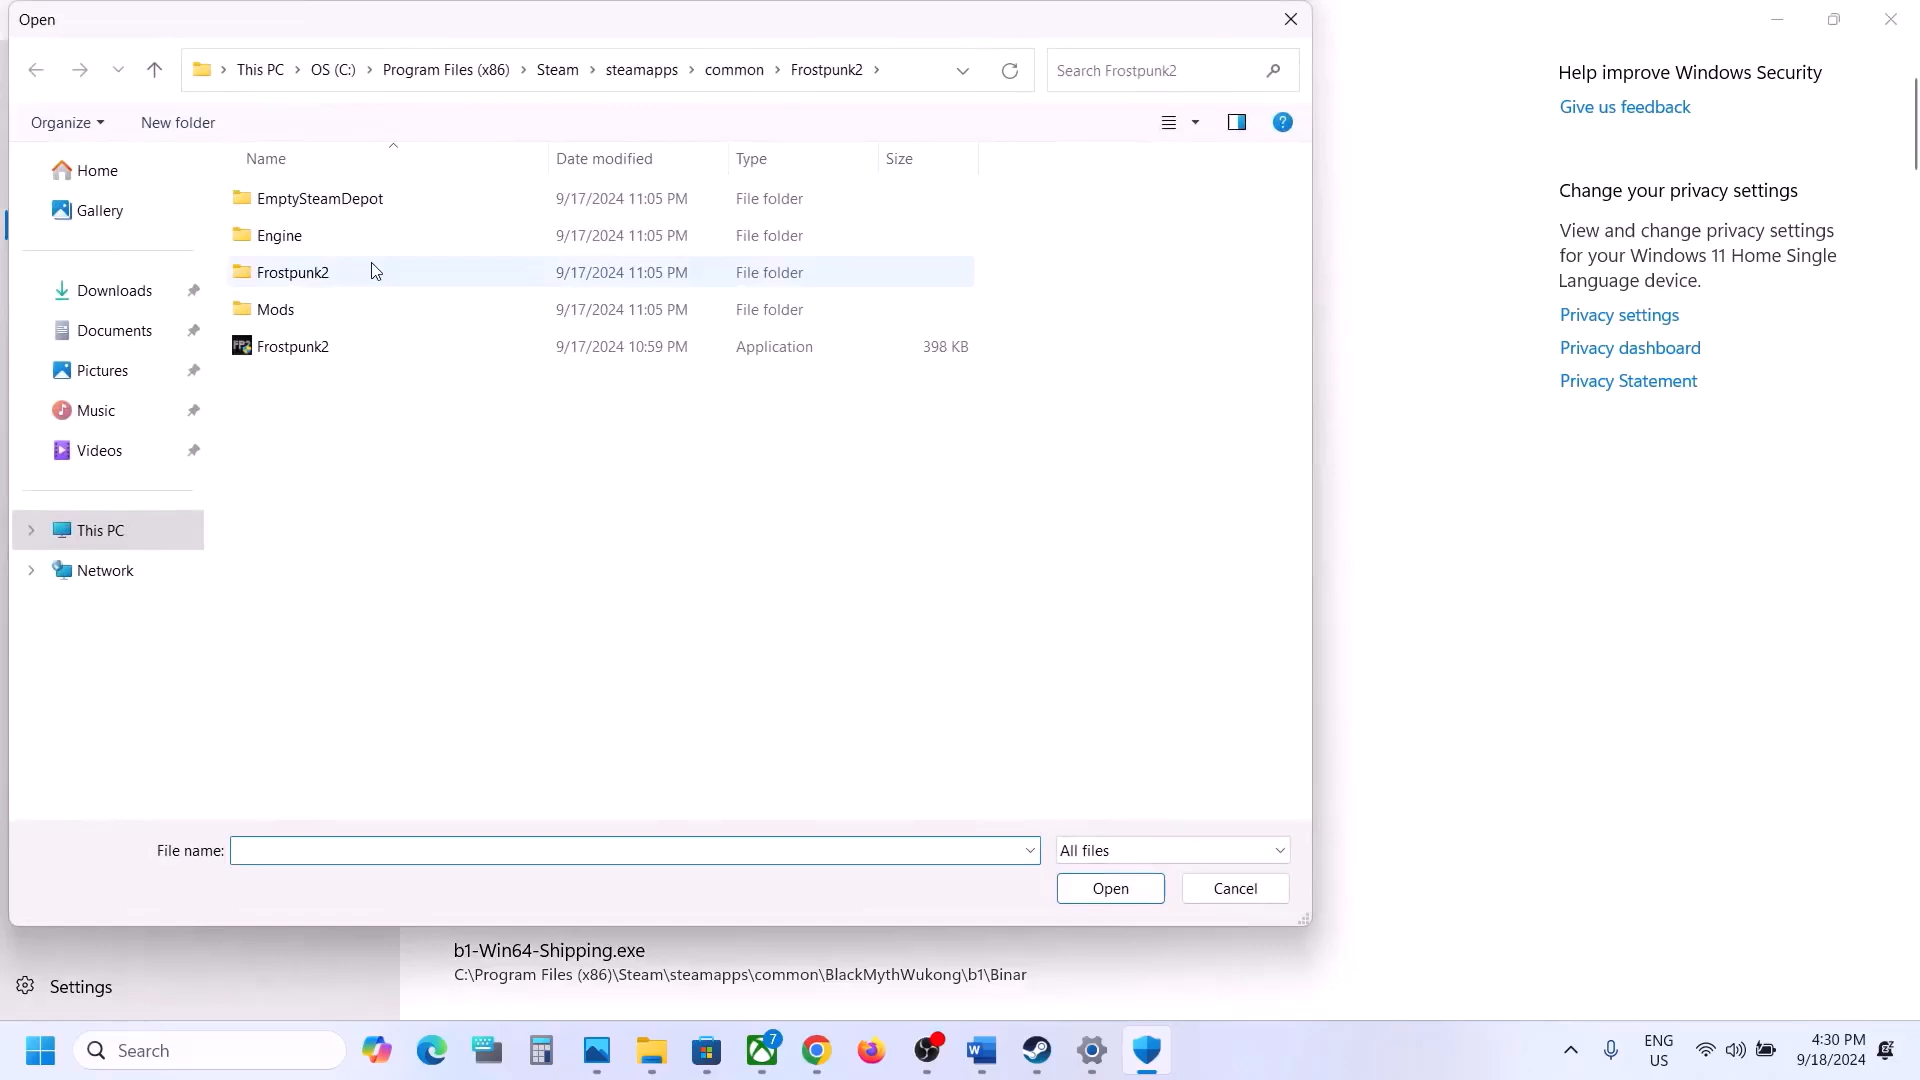 Open
This PC > OS (C:) > Program Files (x86) > Steam > steamapps > common > Frostpunk2 >
Search Frostpunk2
Organize
New folder
Name Date modified Type Size
Home
Gallery
Downloads
Documents
Pictures
Music
Videos
This PC
Network
EmptySteamDepot 9/17/2024 11:05 PM File folder
Engine 9/17/2024 11:05 PM File folder
Frostpunk2 9/17/2024 11:05 PM File folder
Mods 9/17/2024 11:05 PM File folder
Frostpunk2 9/17/2024 10:59 PM Application 398 KB
File name:
All files
Open
Cancel
Help improve Windows Security
Give us feedback
Change your privacy settings
View and change privacy settings
for your Windows 11 Home Single
Language device.
Privacy settings
Privacy dashboard
Privacy Statement
b1-Win64-Shipping.exe
C:\Program Files (x86)\Steam\steamapps\common\BlackMythWukong\b1\Binar
Settings
Search
7
ENG
US
4:30 PM
9/18/2024